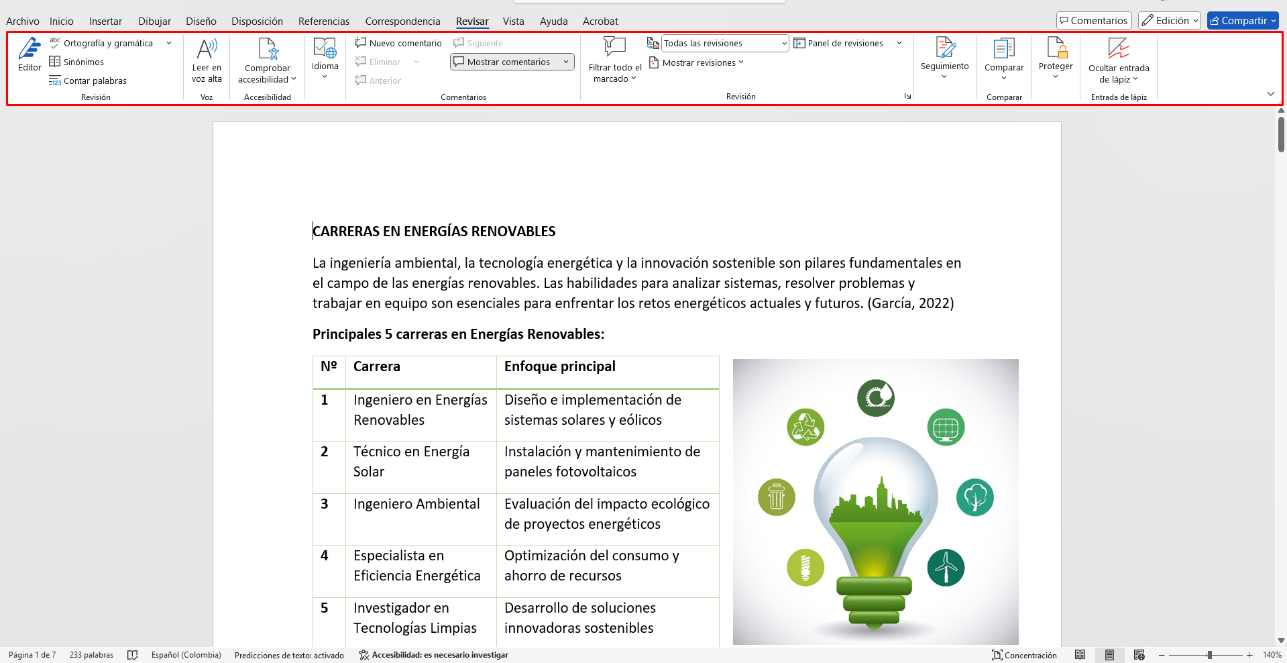 Archivo Inicio Insertar Dibujar Diseño Disposición Referencias Correspondencia Revisar Vista Ayuda Acrobat
Comentarios Edición Compartir
Editor
abc Ortografía y gramática
Sinónimos
123 Contar palabras
Revisión
Leer en
voz alta
Voz
Comprobar
accesibilidad
Accesibilidad
Idioma
Nuevo comentario
Eliminar
Anterior
Siguiente
Mostrar comentarios
Comentarios
Filtrar todo el
marcado
Todas las revisiones
Mostrar revisiones
Panel de revisiones
Revisión
Seguimiento
Comparar
Comparar
Proteger
Ocultar entrada
de lápiz
Entrada de lápiz
CARRERAS EN ENERGÍAS RENOVABLES
La ingeniería ambiental, la tecnología energética y la innovación sostenible son pilares fundamentales en
el campo de las energías renovables. Las habilidades para analizar sistemas, resolver problemas y
trabajar en equipo son esenciales para enfrentar los retos energéticos actuales y futuros. (García, 2022)
Principales 5 carreras en Energías Renovables:
Nº Carrera Enfoque principal
1 Ingeniero en Energías Renovables Diseño e implementación de sistemas solares y eólicos
2 Técnico en Energía Solar Instalación y mantenimiento de paneles fotovoltaicos
3 Ingeniero Ambiental Evaluación del impacto ecológico de proyectos energéticos
4 Especialista en Eficiencia Energética Optimización del consumo y ahorro de recursos
5 Investigador en Tecnologías Limpias Desarrollo de soluciones innovadoras sostenibles
Página 1 de 7 233 palabras Español (Colombia) Predicciones de texto: activado Accesibilidad: es necesario investigar Concentración 140%